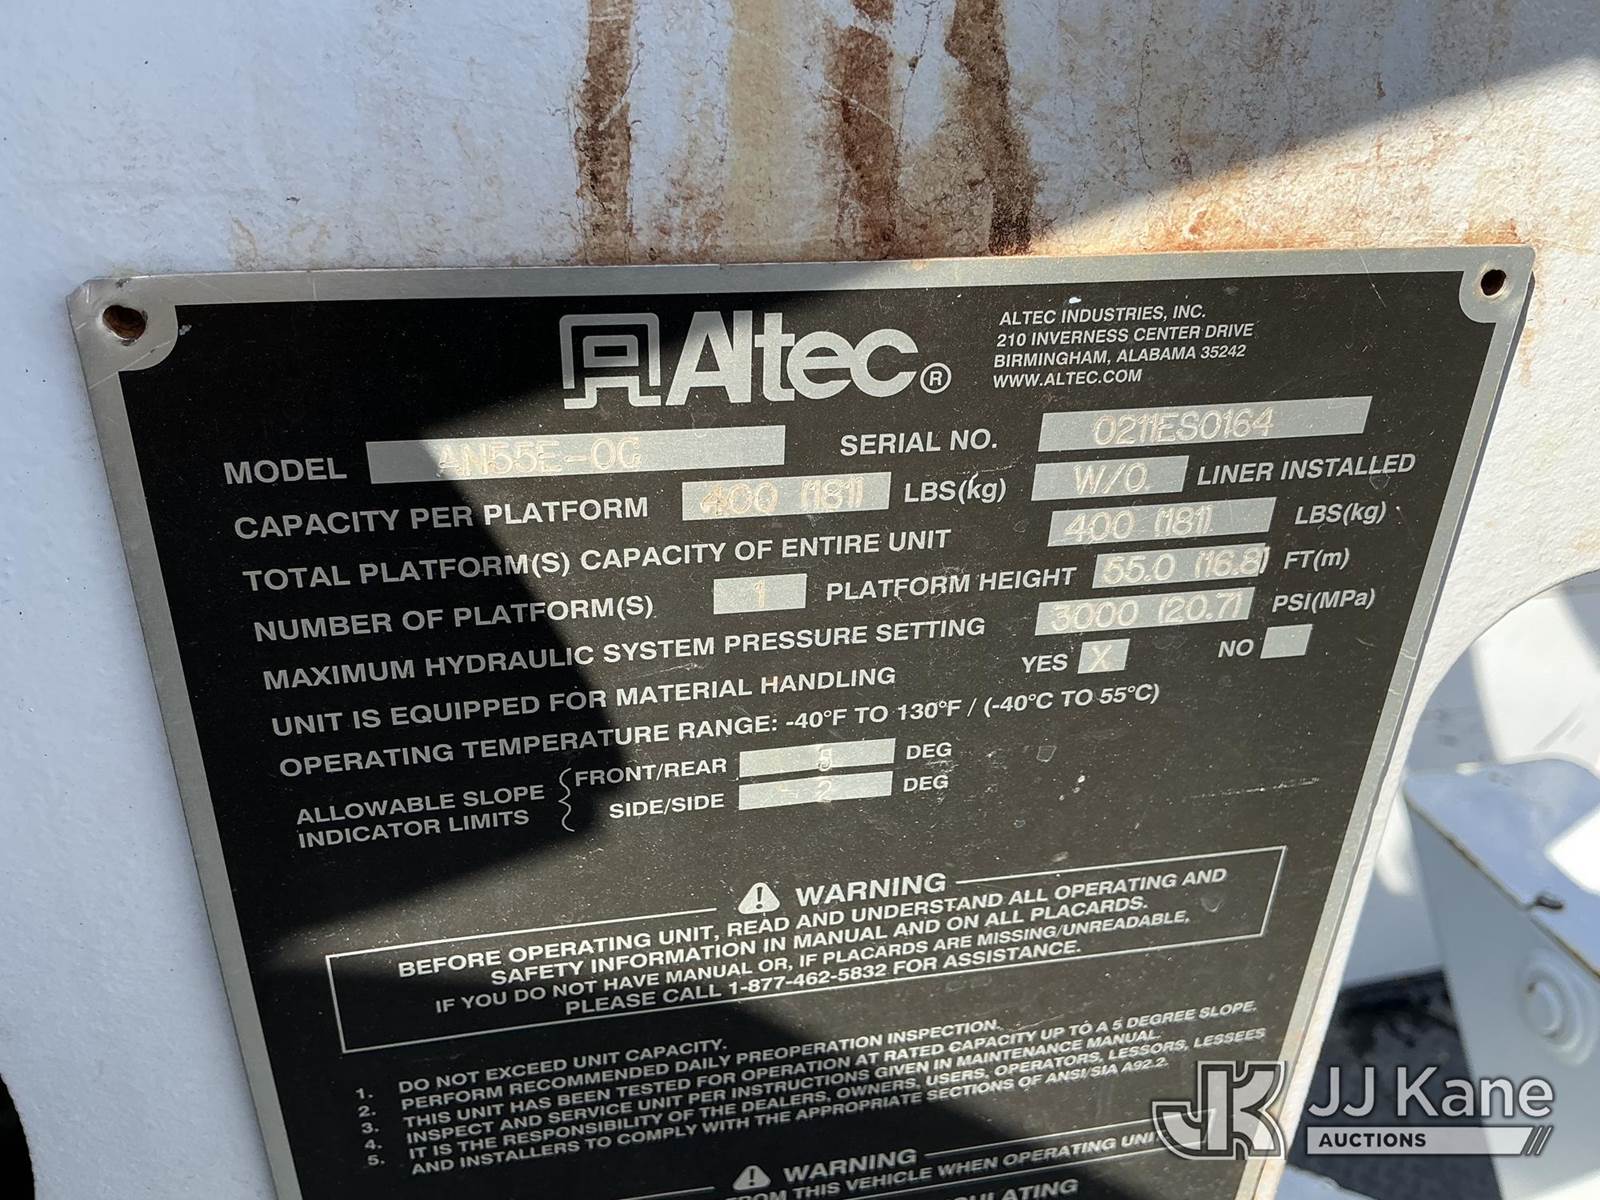 Altec®
ALTEC INDUSTRIES, INC.
210 INVERNESS CENTER DRIVE
BIRMINGHAM, ALABAMA 35242
WWW.ALTEC.COM
MODEL AN55E-OC SERIAL NO. 0211ES0164
CAPACITY PER PLATFORM 400 (181) LBS(kg) W/O. LINER INSTALLED
TOTAL PLATFORM(S) CAPACITY OF ENTIRE UNIT 400 (181) LBS(kg)
NUMBER OF PLATFORM(S) 1 PLATFORM HEIGHT 55.0 (16.8) FT(m)
MAXIMUM HYDRAULIC SYSTEM PRESSURE SETTING 3000 (20.7) PSI(MPa)
UNIT IS EQUIPPED FOR MATERIAL HANDLING YES X NO
OPERATING TEMPERATURE RANGE: -40°F TO 130°F / (-40°C TO 55°C)
ALLOWABLE SLOPE INDICATOR LIMITS
FRONT/REAR DEG
SIDE/SIDE 2 DEG
WARNING
BEFORE OPERATING UNIT, READ AND UNDERSTAND ALL OPERATING AND
SAFETY INFORMATION IN MANUAL AND ON ALL PLACARDS.
IF YOU DO NOT HAVE MANUAL OR, IF PLACARDS ARE MISSING/UNREADABLE,
PLEASE CALL 1-877-462-5832 FOR ASSISTANCE.
1. DO NOT EXCEED UNIT CAPACITY.
2. PERFORM RECOMMENDED DAILY PREOPERATION INSPECTION.
3. THIS UNIT HAS BEEN TESTED FOR OPERATION AT RATED CAPACITY UP TO A 5 DEGREE SLOPE.
4. INSPECT AND SERVICE UNIT PER INSTRUCTIONS GIVEN IN MAINTENANCE MANUAL.
5. IT IS THE RESPONSIBILITY OF THE DEALERS, OWNERS, USERS, OPERATORS, LESSORS, LESSEES
AND INSTALLERS TO COMPLY WITH THE APPROPRIATE SECTIONS OF ANSI/SIA A92.2.
WARNING
FROM THIS VEHICLE WHEN OPERATING UNIT
JK JJ Kane
AUCTIONS